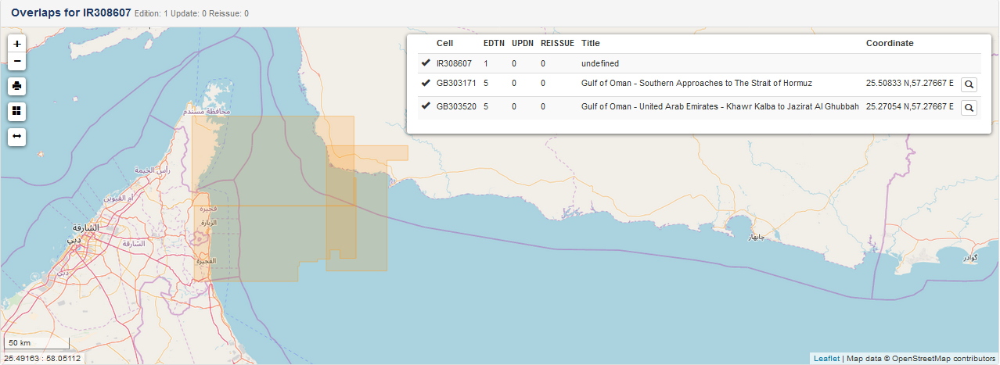 Overlaps for IR308607 Edition: 1 Update: 0 Reissue: 0
+
−
Cell EDTN UPDN REISSUE Title Coordinate
IR308607 1 0 0 undefined
GB303171 5 0 0 Gulf of Oman - Southern Approaches to The Strait of Hormuz 25.50833 N,57.27667 E
GB303520 5 0 0 Gulf of Oman - United Arab Emirates - Khawr Kalba to Jazirat Al Ghubbah 25.27054 N,57.27667 E
محافظة مسندم
رأس الخيمة
أم القيوين
فجيرة
الزبارة
الشارقة
دبي
الشارقة
الفجيرة
دبي
چابهار
گوادر
50 km
25.49163 : 58.05112
Leaflet | Map data © OpenStreetMap contributors